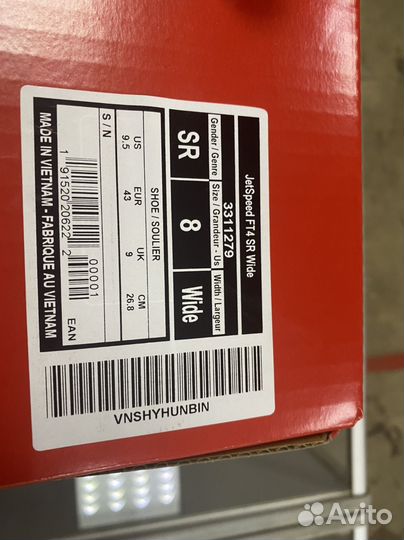 JetSpeed FT4 SR Wide
3311279
Gender / Genre Size / Grandeur - Us Width / Largeur
SR 8 Wide
SHOE / SOULIER
US EUR UK CM
9.5 43 9 26.8
S / N
00001
1 91520 20622 2
EAN
MADE IN VIETNAM - FABRIQUE AU VIETNAM
VNSHYHUNBIN
Avito